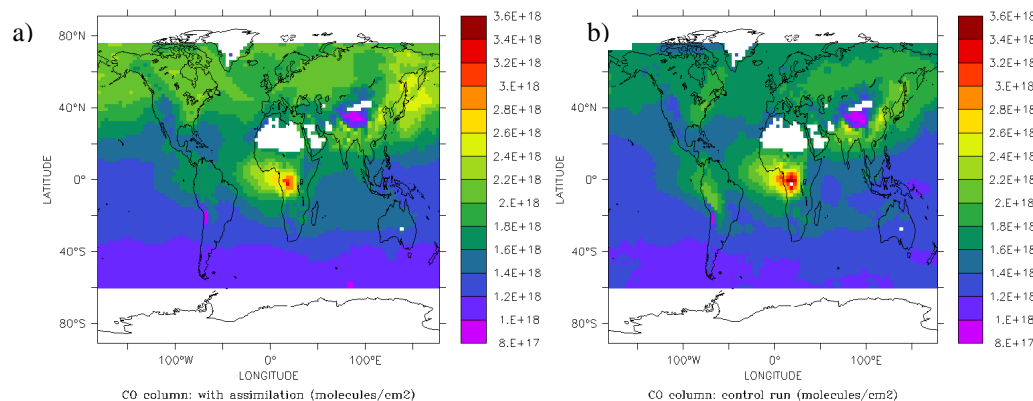 a)
80°N
40°N
0°
40°S
80°S
LATITUDE
100°W
0°
100°E
LONGITUDE
CO column: with assimilation (molecules/cm2)
3.6E+18
3.4E+18
3.2E+18
3.E+18
2.8E+18
2.6E+18
2.4E+18
2.2E+18
2.E+18
1.8E+18
1.6E+18
1.4E+18
1.2E+18
1.E+18
8.E+17
b)
80°N
40°N
0°
40°S
80°S
LATITUDE
100°W
0°
100°E
LONGITUDE
CO column: control run (molecules/cm2)
3.6E+18
3.4E+18
3.2E+18
3.E+18
2.8E+18
2.6E+18
2.4E+18
2.2E+18
2.E+18
1.8E+18
1.6E+18
1.4E+18
1.2E+18
1.E+18
8.E+17